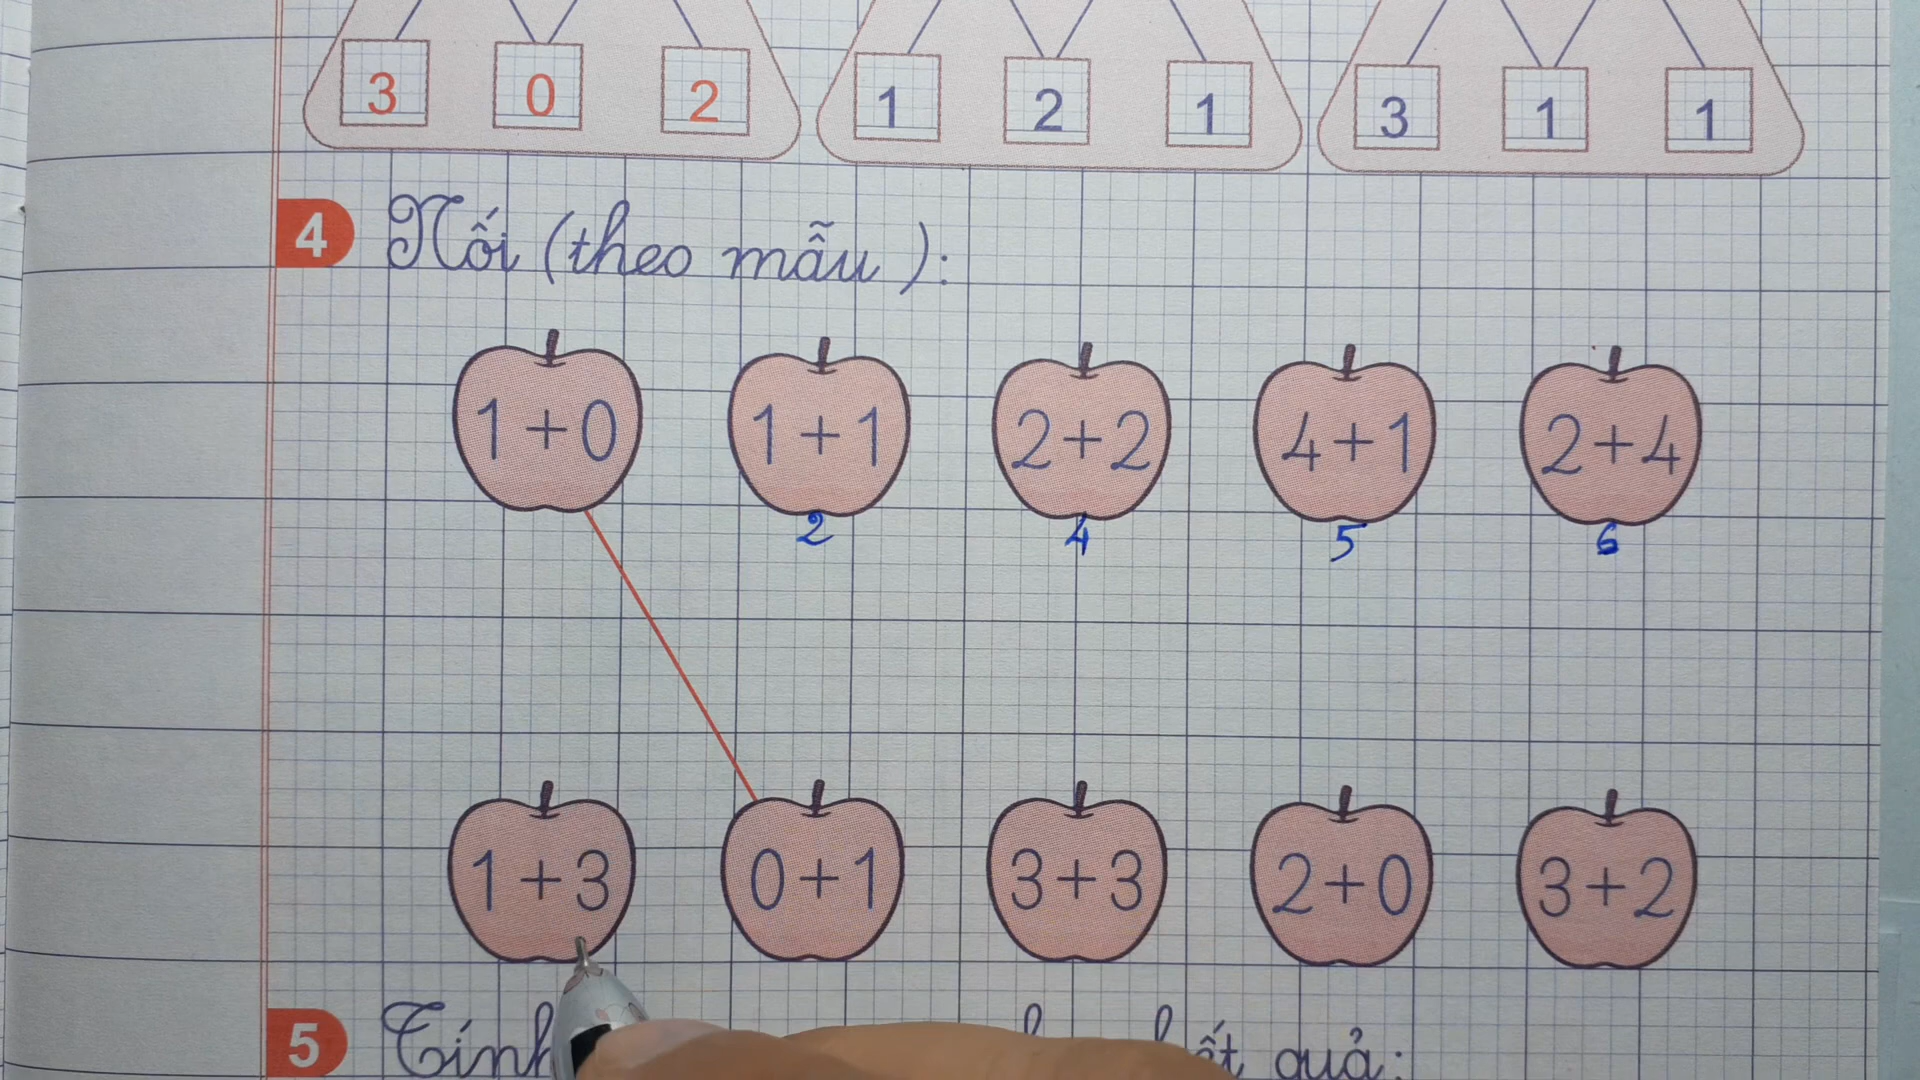 3 0 2 1 2 1 3 1 1
4 Nối (theo mẫu):
1+0 1+1 2+2 4+1 2+4
2 4 5 6
1+3 0+1 3+3 2+0 3+2
5 quả: